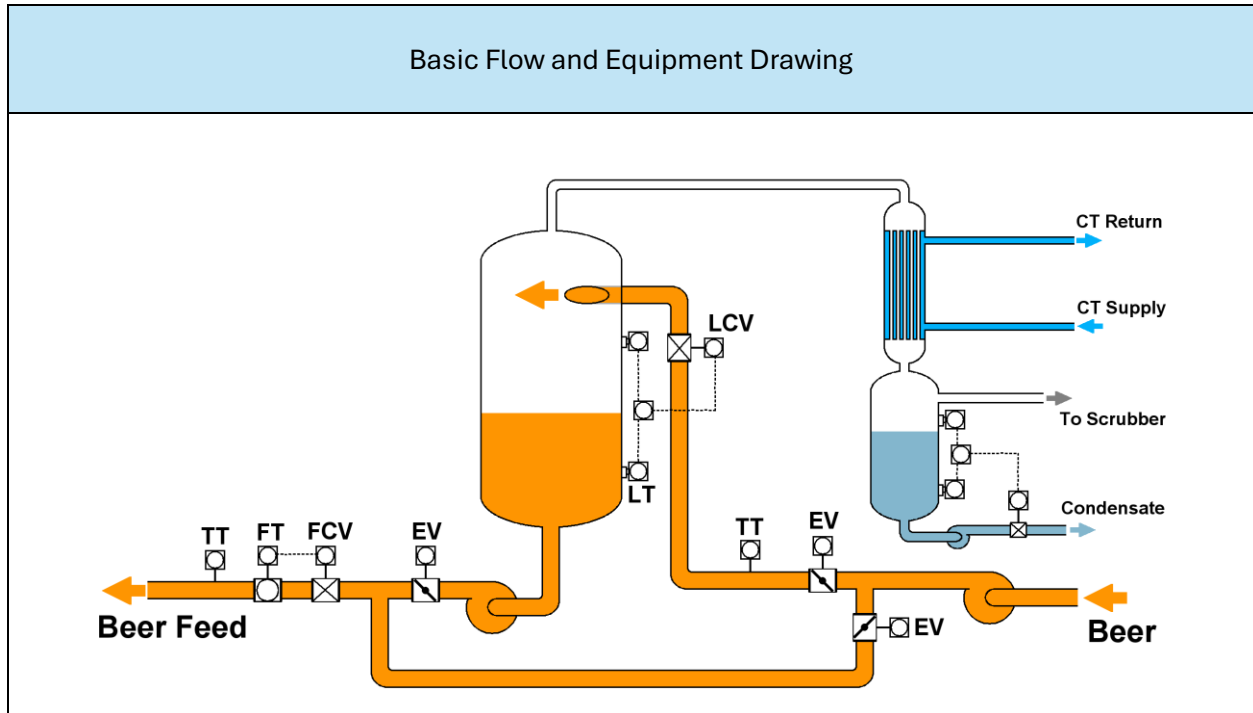 Basic Flow and Equipment Drawing
CT Return
CT Supply
LCV
To Scrubber
LT
Condensate
TT
FT
FCV
EV
TT
EV
Beer Feed
EV
Beer